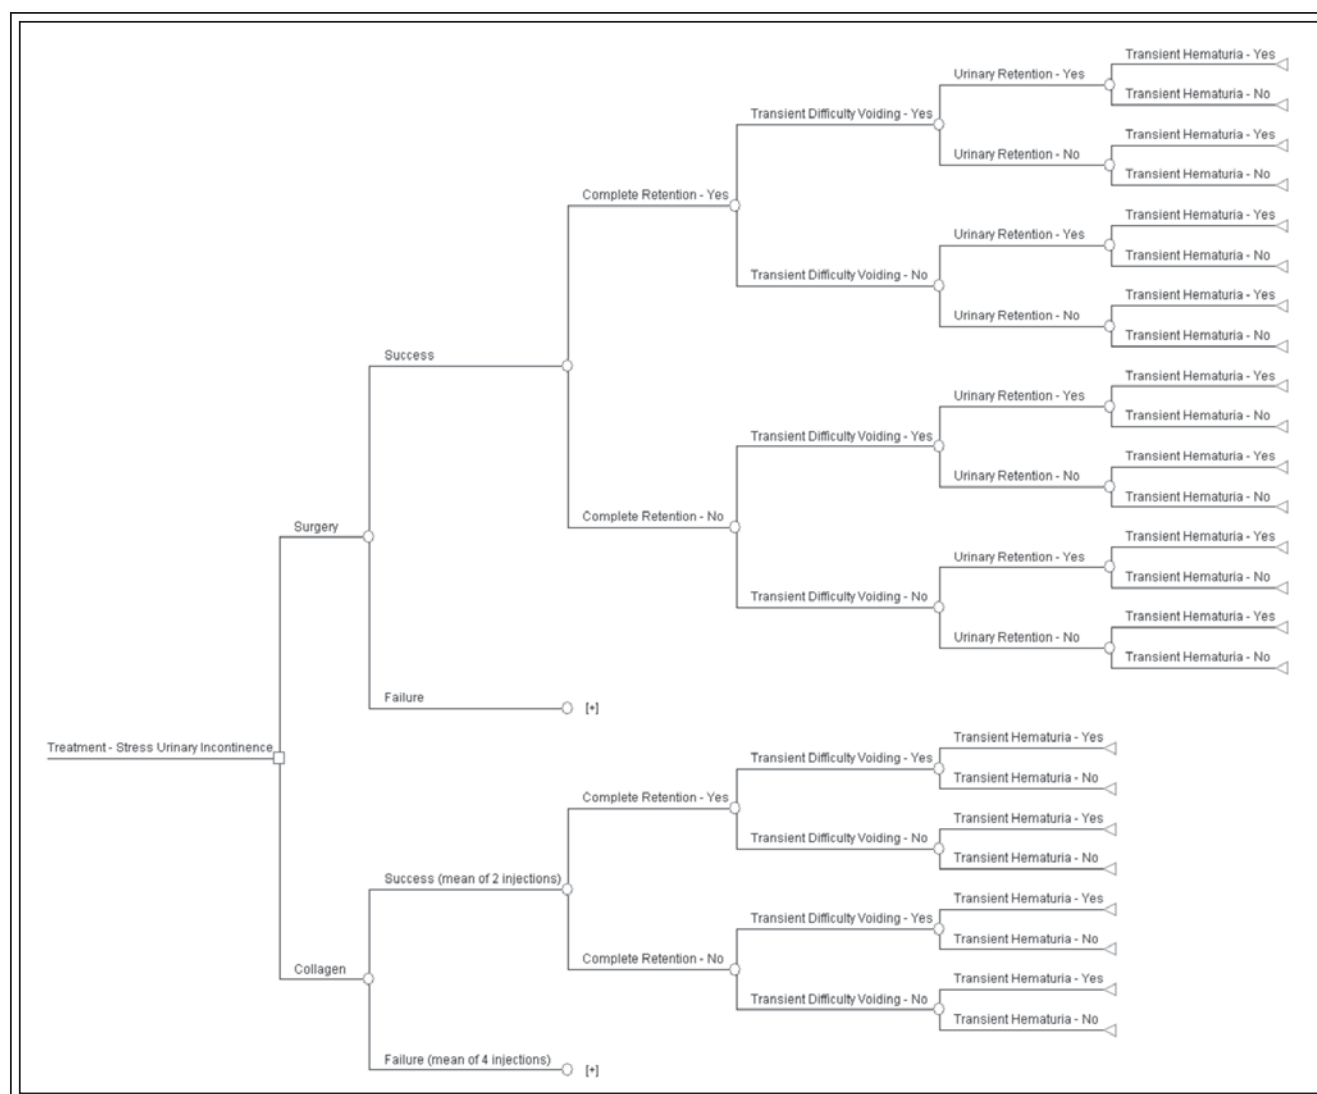 Transient Hematuria - Yes
Urinary Retention - Yes
Transient Hematuria - No
Transient Difficulty Voiding - Yes
Transient Hematuria - Yes
Urinary Retention - No
Transient Hematuria - No
Complete Retention - Yes
Transient Hematuria - Yes
Urinary Retention - Yes
Transient Hematuria - No
Transient Difficulty Voiding - No
Transient Hematuria - Yes
Urinary Retention - No
Transient Hematuria - No
Success
Transient Hematuria - Yes
Urinary Retention - Yes
Transient Hematuria - No
Transient Difficulty Voiding - Yes
Transient Hematuria - Yes
Urinary Retention - No
Transient Hematuria - No
Complete Retention - No
Surgery
Transient Hematuria - Yes
Urinary Retention - Yes
Transient Hematuria - No
Transient Difficulty Voiding - No
Transient Hematuria - Yes
Urinary Retention - No
Transient Hematuria - No
Failure
[+]
Treatment - Stress Urinary Incontinence
Transient Hematuria - Yes
Transient Difficulty Voiding - Yes
Transient Hematuria - No
Complete Retention - Yes
Transient Hematuria - Yes
Transient Difficulty Voiding - No
Transient Hematuria - No
Success (mean of 2 injections)
Transient Hematuria - Yes
Transient Difficulty Voiding - Yes
Transient Hematuria - No
Complete Retention - No
Collagen
Transient Hematuria - Yes
Transient Difficulty Voiding - No
Transient Hematuria - No
Failure (mean of 4 injections)
[+]